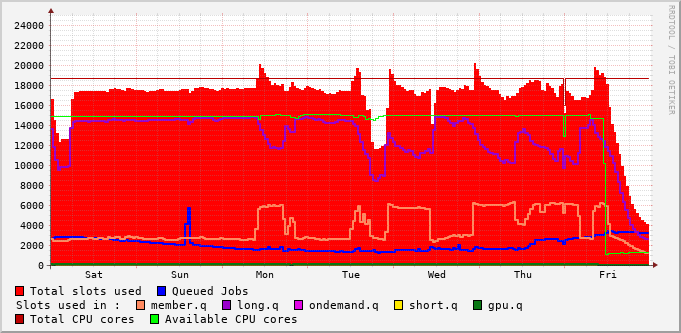 RRDTOOL / TOBI OETIKER
24000
22000
20000
18000
16000
14000
12000
10000
8000
6000
4000
2000
0
Sat Sun Mon Tue Wed Thu Fri
Total slots used Queued Jobs
Slots used in : member.q long.q ondemand.q short.q gpu.q
Total CPU cores Available CPU cores